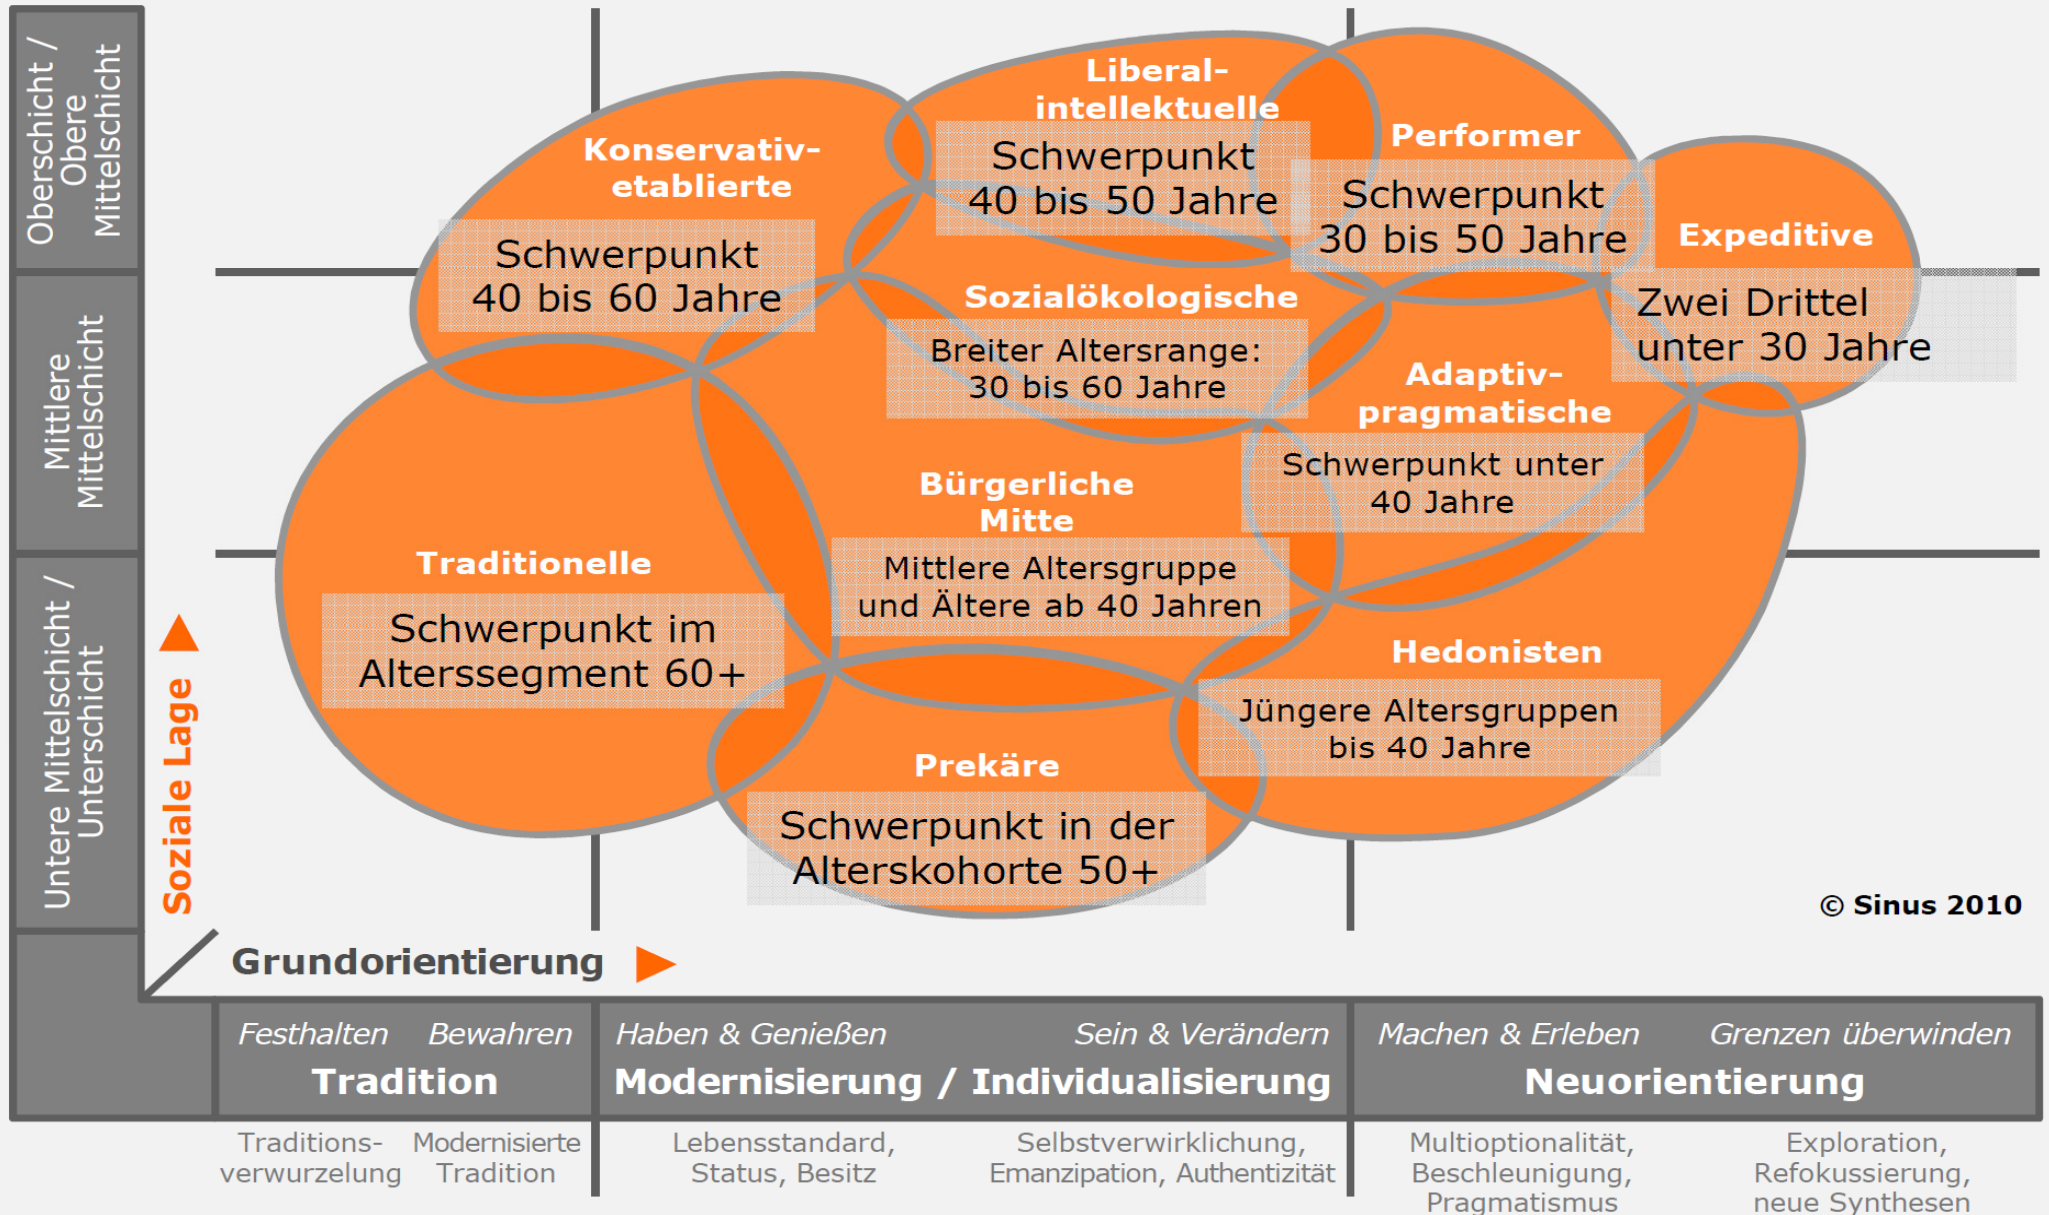 Oberschicht /
Obere
Mittelschicht
Mittlere
Mittelschicht
Untere Mittelschicht /
Unterschicht
Soziale Lage
Konservativ-
etablierte
Schwerpunkt
40 bis 60 Jahre
Liberal-
intellektuelle
Schwerpunkt
40 bis 50 Jahre
Performer
Schwerpunkt
30 bis 50 Jahre
Expeditive
Zwei Drittel
unter 30 Jahre
Sozialökologische
Breiter Altersrange:
30 bis 60 Jahre
Adaptiv-
pragmatische
Schwerpunkt unter
40 Jahre
Bürgerliche
Mitte
Mittlere Altersgruppe
und Ältere ab 40 Jahren
Traditionelle
Schwerpunkt im
Alterssegment 60+
Hedonisten
Jüngere Altersgruppen
bis 40 Jahre
Prekäre
Schwerpunkt in der
Alterskohorte 50+
© Sinus 2010
Grundorientierung
Festhalten Bewahren
Tradition
Haben & Genießen Sein & Verändern
Modernisierung / Individualisierung
Machen & Erleben Grenzen überwinden
Neuorientierung
Traditions-
verwurzelung
Modernisierte
Tradition
Lebensstandard,
Status, Besitz
Selbstverwirklichung,
Emanzipation, Authentizität
Multioptionalität,
Beschleunigung,
Pragmatismus
Exploration,
Refokussierung,
neue Synthesen